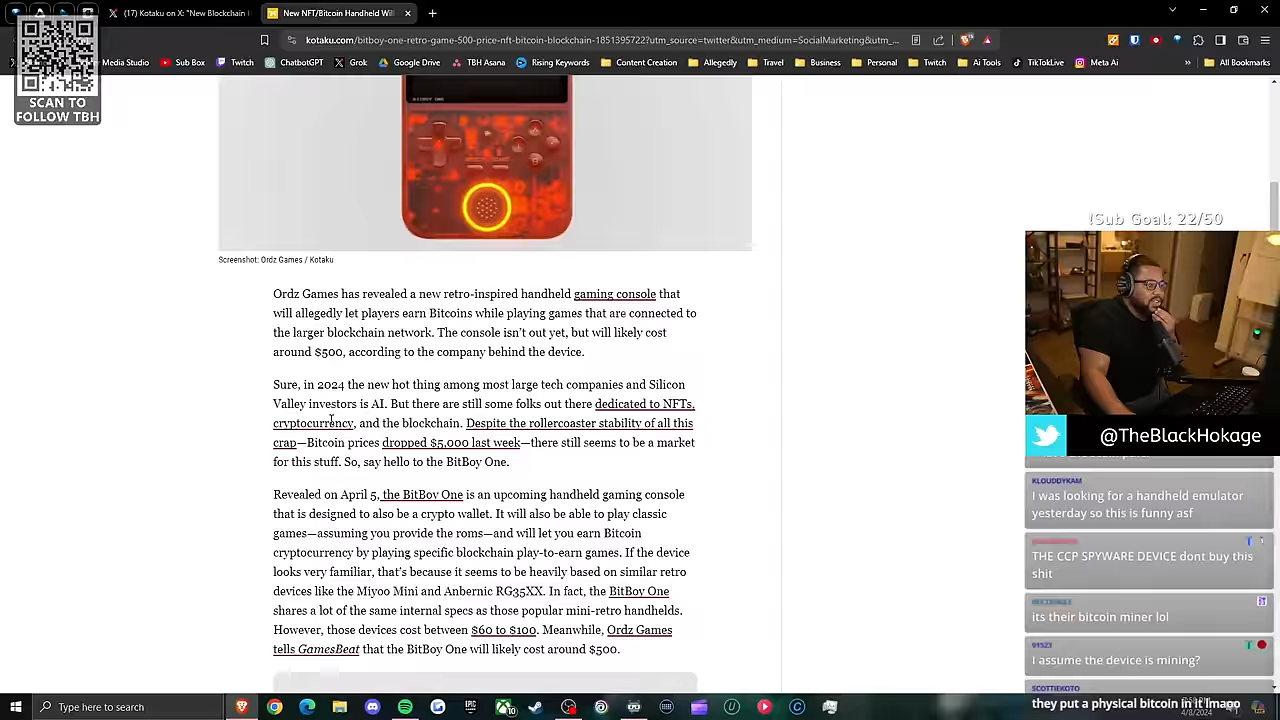 (17) Kotaku on X: "New Blockchain
New NFT/Bitcoin Handheld Wil
kotaku.com/bitboy-one-retro-game-500-price-nft-bitcoin-blockchain-1851395722?utm_source=twitter&utm_medium=SocialMarketing&utm_...
Media Studio
Sub Box
Twitch
ChatbotGPT
Grok
Google Drive
TBH Asana
Rising Keywords
Content Creation
Allegedly
Travel
Business
Personal
Twitch
Ai Tools
TikTokLive
Meta Ai
All Bookmarks
SCAN TO
FOLLOW TBH
BITBOY ONE
Screenshot: Ordz Games / Kotaku
Ordz Games has revealed a new retro-inspired handheld gaming console that
will allegedly let players earn Bitcoins while playing games that are connected to
the larger blockchain network. The console isn't out yet, but will likely cost
around $500, according to the company behind the device.
Sure, in 2024 the new hot thing among most large tech companies and Silicon
Valley investors is AI. But there are still some folks out there dedicated to NFTs,
cryptocurrency, and the blockchain. Despite the rollercoaster stability of all this
crap—Bitcoin prices dropped $5,000 last week—there still seems to be a market
for this stuff. So, say hello to the BitBoy One.
Revealed on April 5, the BitBoy One is an upcoming handheld gaming console
that is designed to also be a crypto wallet. It will also be able to play classic
games—assuming you provide the roms—and will let you earn Bitcoin
cryptocurrency by playing specific blockchain play-to-earn games. If the device
looks very familiar, that's because it seems to be heavily based on similar retro
devices like the Miyoo Mini and Anbernic RG35XX. In fact, the BitBoy One
shares a lot of the same internal specs as those popular mini-retro handhelds.
However, those devices cost between $60 to $100. Meanwhile, Ordz Games
tells GamesBeat that the BitBoy One will likely cost around $500.
!Sub Goal: 22/50
@TheBlackHokage
KLOUDDYKAM
I was looking for a handheld emulator
yesterday so this is funny asf
THE CCP SPYWARE DEVICE dont buy this
shit
its their bitcoin miner lol
91523
I assume the device is mining?
SCOTTIEKOTO
they put a physical bitcoin in it lmao
Type here to search
4/8/2024